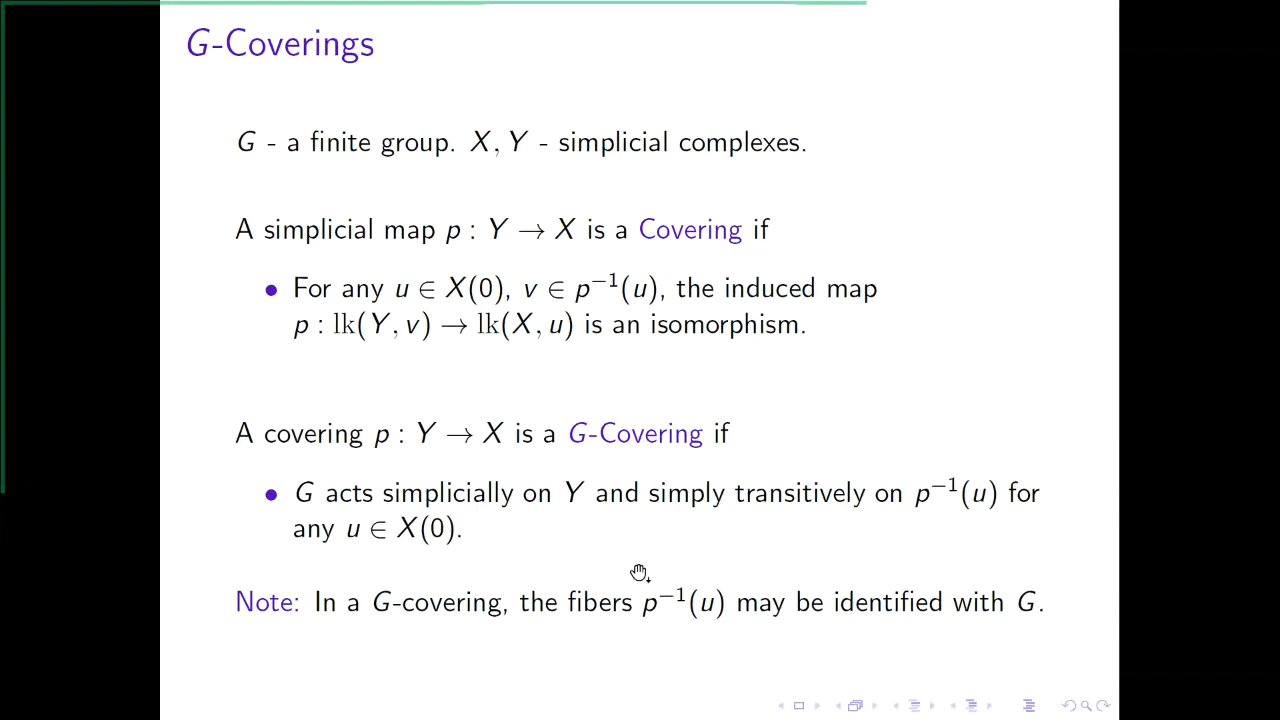 G-Coverings
G - a finite group. X, Y - simplicial complexes.
A simplicial map p : Y → X is a Covering if
• For any u ∈ X(0), v ∈ p⁻¹(u), the induced map
p : lk(Y, v) → lk(X, u) is an isomorphism.
A covering p : Y → X is a G-Covering if
• G acts simplicially on Y and simply transitively on p⁻¹(u) for
any u ∈ X(0).
Note: In a G-covering, the fibers p⁻¹(u) may be identified with G.